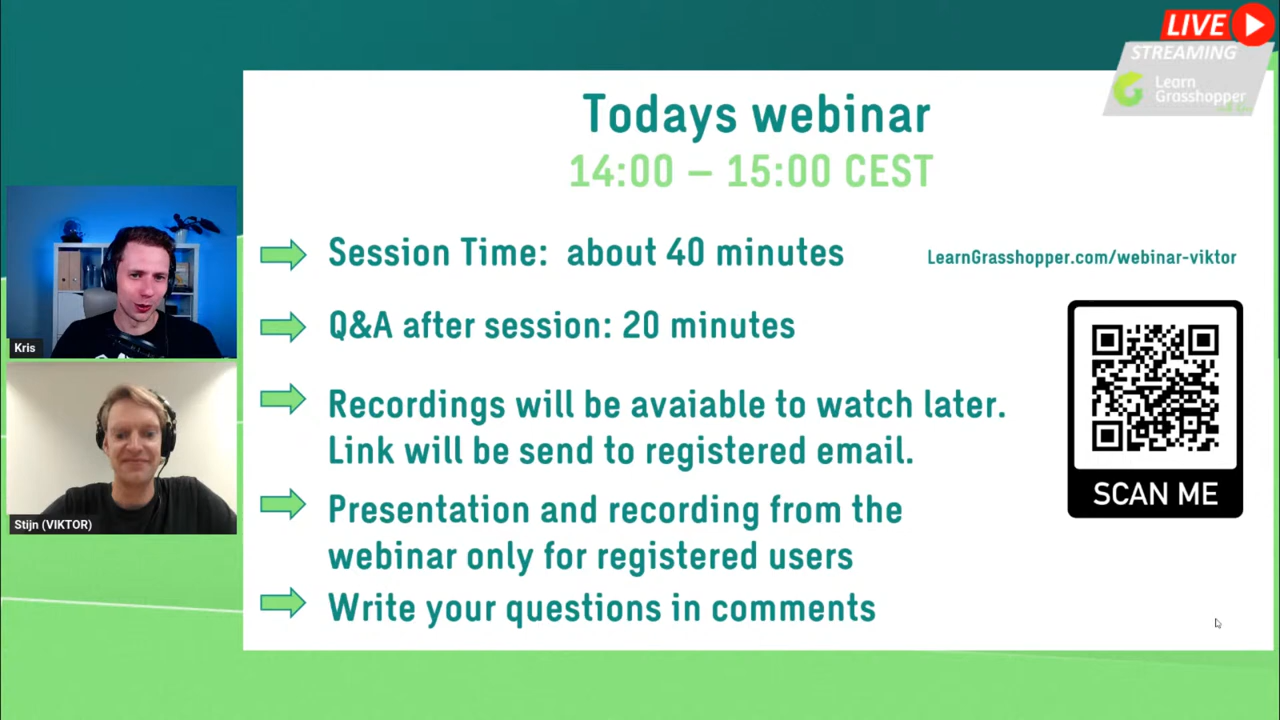 LIVE
STREAMING
Learn
Grasshopper
Todays webinar
14:00 – 15:00 CEST
Session Time: about 40 minutes
LearnGrasshopper.com/webinar-viktor
Q&A after session: 20 minutes
Recordings will be avaiable to watch later.
Link will be send to registered email.
Presentation and recording from the
webinar only for registered users
Write your questions in comments
SCAN ME
Kris
Stijn (VIKTOR)